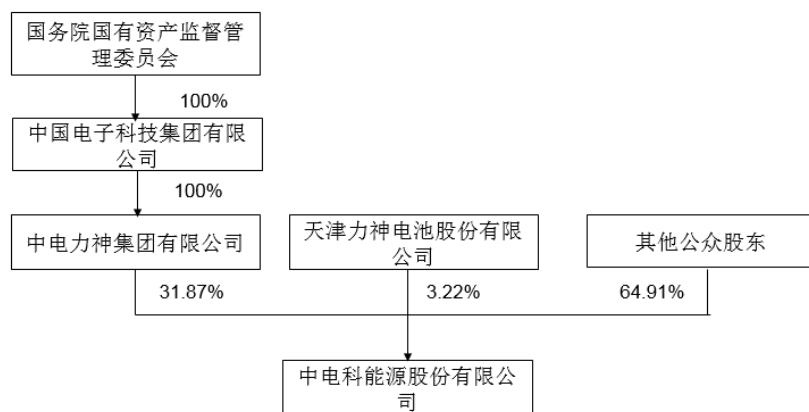 国务院国有资产监督管
理委员会
100%
中国电子科技集团有限
公司
100%
中电力神集团有限公司
天津力神电池股份有限
公司
其他公众股东
31.87%
3.22%
64.91%
中电科能源股份有限公
司